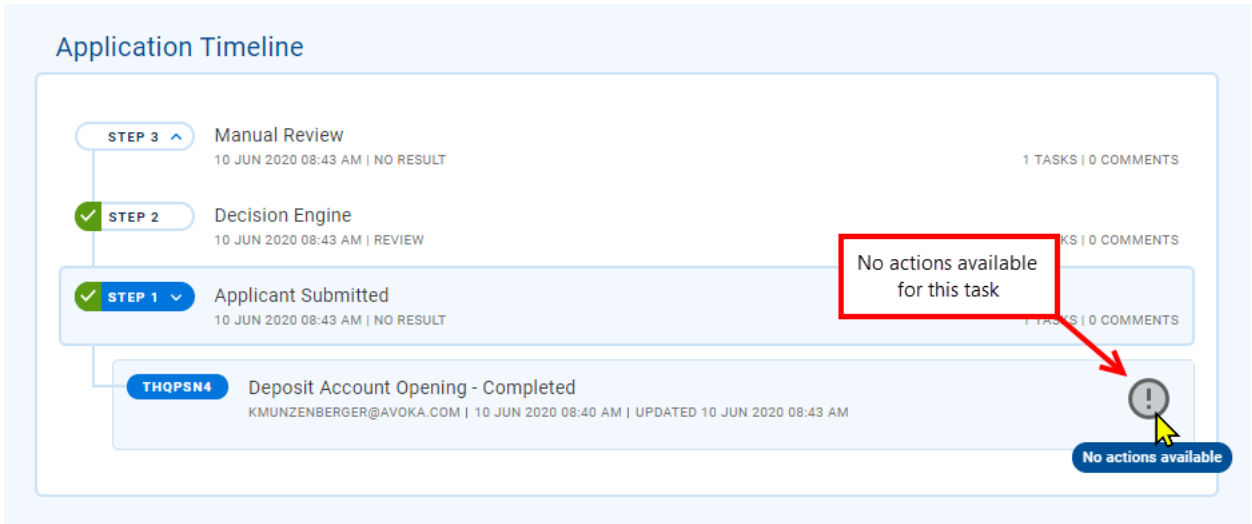 Application Timeline
STEP 3 Manual Review
10 JUN 2020 08:43 AM | NO RESULT 1 TASKS | 0 COMMENTS
STEP 2 Decision Engine
10 JUN 2020 08:43 AM | REVIEW KS | 0 COMMENTS
No actions available
for this task
STEP 1 Applicant Submitted
10 JUN 2020 08:43 AM | NO RESULT 1 TASKS | 0 COMMENTS
THQPSN4 Deposit Account Opening - Completed
KMUNZENBERGER@AVOKA.COM | 10 JUN 2020 08:40 AM | UPDATED 10 JUN 2020 08:43 AM
No actions available